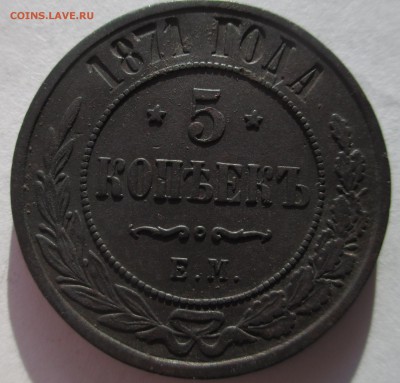 COINS.LAVE.RU
1871 ГОДА
5
КОПѢЕКЪ
Е.М.